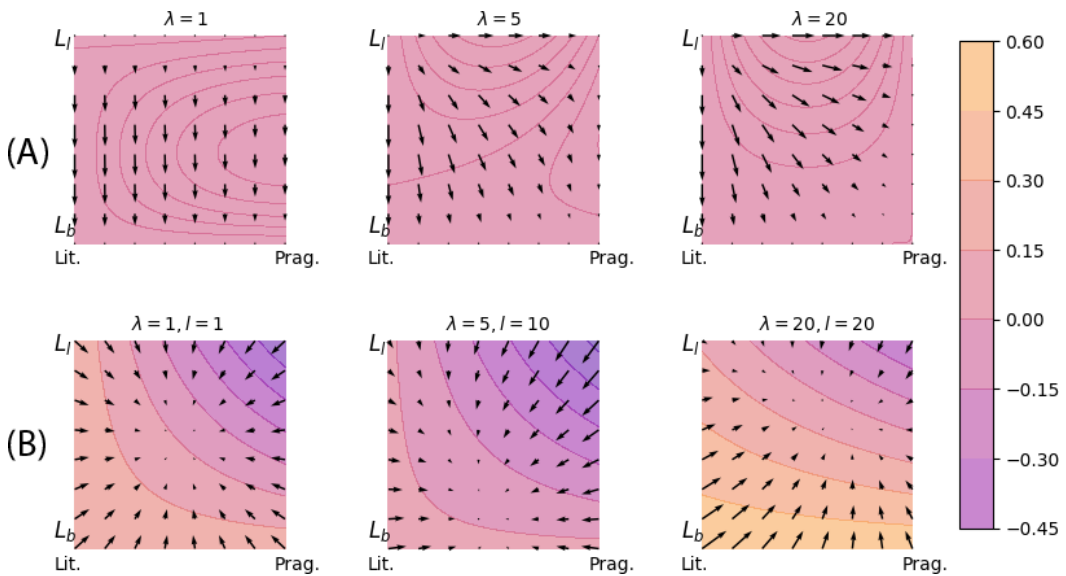 λ = 1
λ = 5
λ = 20
(A)
L_l
L_b
Lit.
Prag.
L_l
L_b
Lit.
Prag.
L_l
L_b
Lit.
Prag.
λ = 1, l = 1
λ = 5, l = 10
λ = 20, l = 20
(B)
L_l
L_b
Lit.
Prag.
L_l
L_b
Lit.
Prag.
L_l
L_b
Lit.
Prag.
0.60
0.45
0.30
0.15
0.00
−0.15
−0.30
−0.45